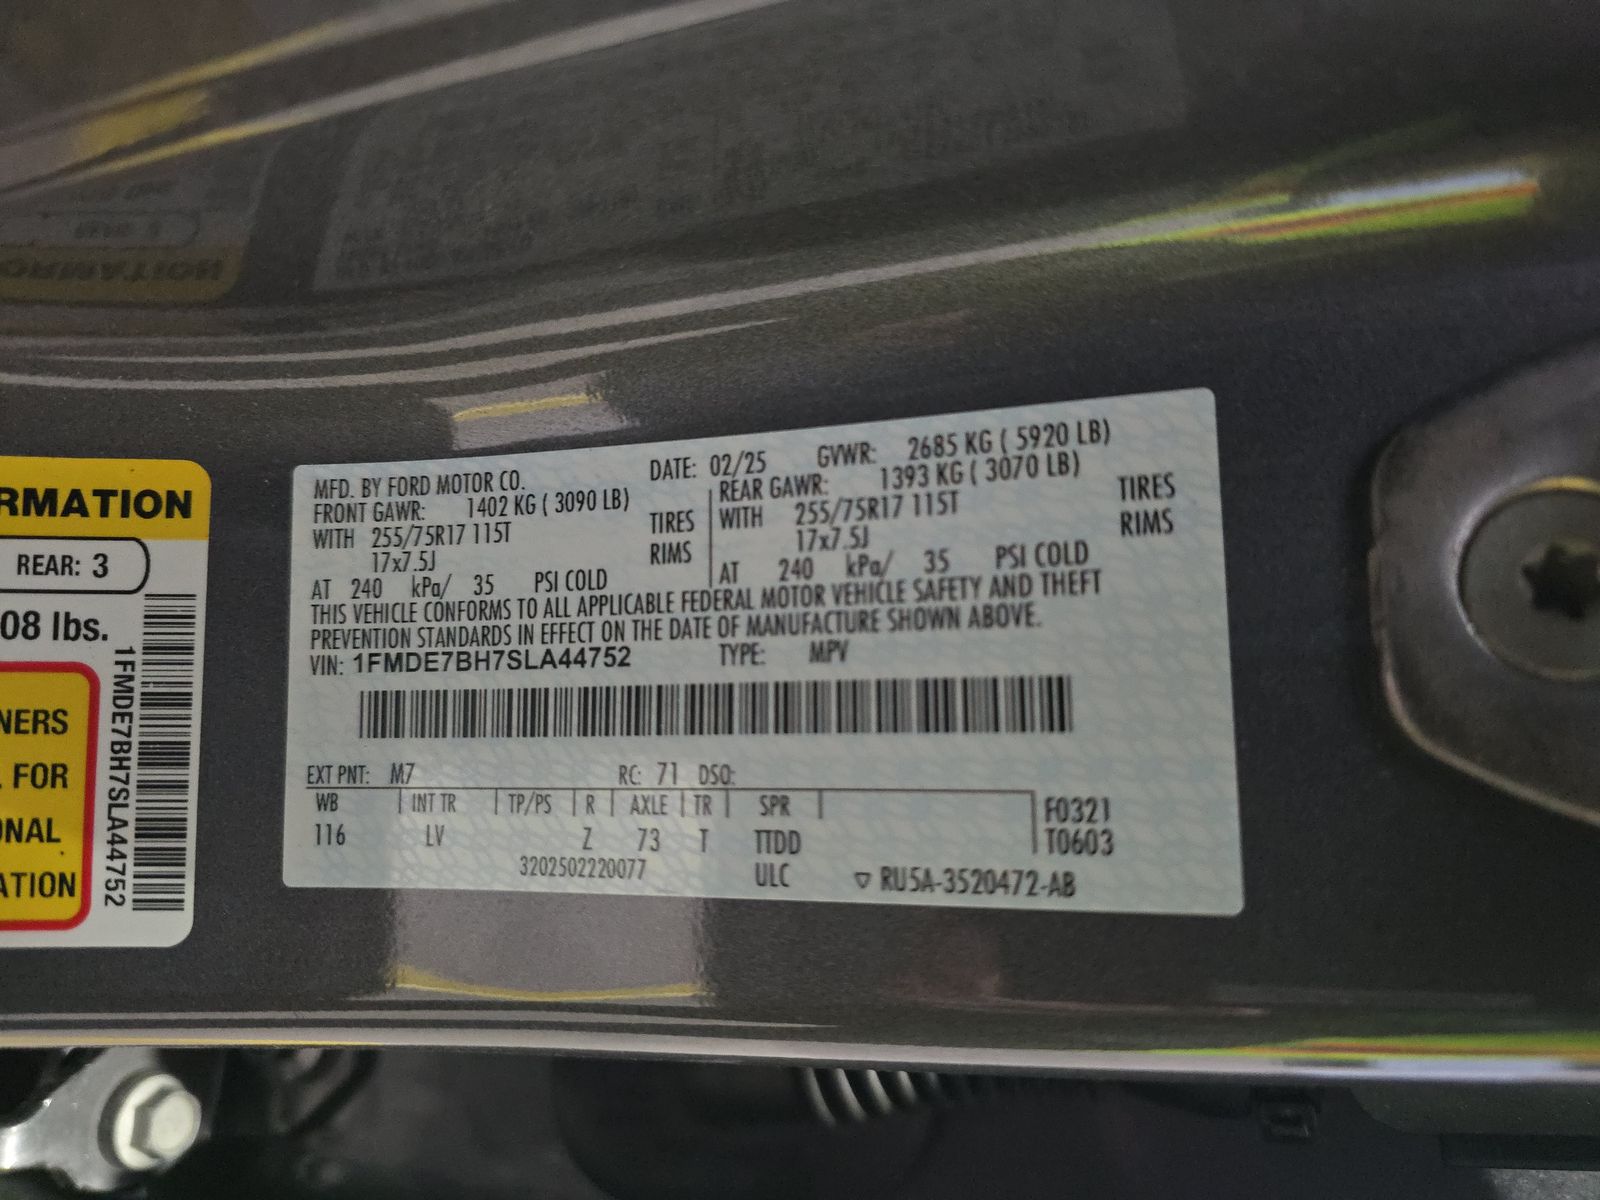 RMATION
REAR: 3
08 lbs.
NERS
FOR
ONAL
ATION
1FMDE7BH7SLA44752
MFD. BY FORD MOTOR CO. DATE: 02/25 GVWR: 2685 KG ( 5920 LB)
FRONT GAWR: 1402 KG ( 3090 LB) REAR GAWR: 1393 KG ( 3070 LB)
WITH 255/75R17 115T TIRES WITH 255/75R17 115T TIRES
17x7.5J RIMS 17x7.5J RIMS
AT 240 kPa/ 35 PSI COLD AT 240 kPa/ 35 PSI COLD
THIS VEHICLE CONFORMS TO ALL APPLICABLE FEDERAL MOTOR VEHICLE SAFETY AND THEFT
PREVENTION STANDARDS IN EFFECT ON THE DATE OF MANUFACTURE SHOWN ABOVE.
VIN: 1FMDE7BH7SLA44752 TYPE: MPV
EXT PNT: M7 RC: 71 DSO:
WB INT TR TP/PS R AXLE TR SPR F0321
116 LV Z 73 T TTDD T0603
3202502220077 ULC ▽ RU5A-3520472-AB